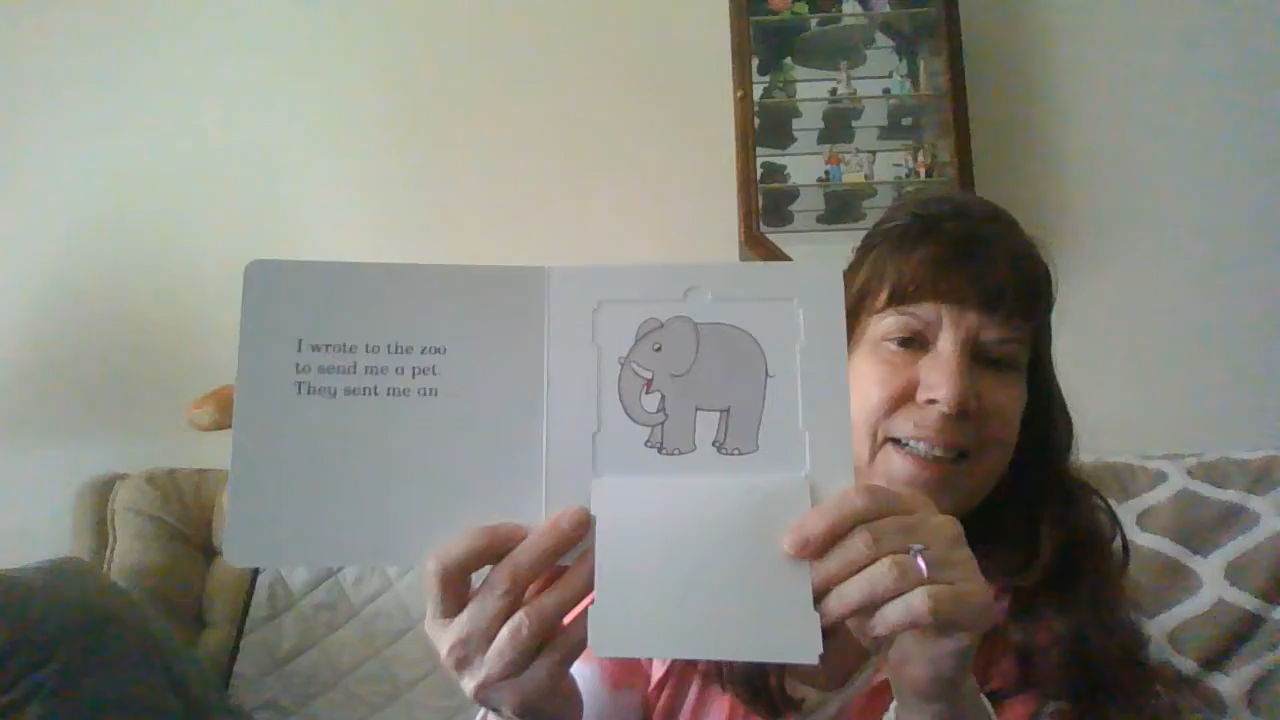 I wrote to the zoo
to send me a pet.
They sent me an